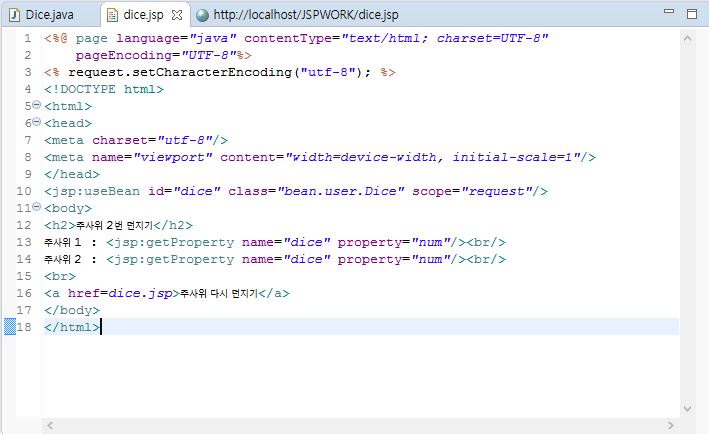 Dice.java dice.jsp http://localhost/JSPWORK/dice.jsp
1 <%@ page language="java" contentType="text/html; charset=UTF-8"
2     pageEncoding="UTF-8"%>
3 <% request.setCharacterEncoding("utf-8"); %>
4 <!DOCTYPE html>
5 <html>
6 <head>
7 <meta charset="utf-8"/>
8 <meta name="viewport" content="width=device-width, initial-scale=1"/>
9 </head>
10 <jsp:useBean id="dice" class="bean.user.Dice" scope="request"/>
11 <body>
12 <h2>주사위 2번 던지기</h2>
13 주사위 1 : <jsp:getProperty name="dice" property="num"/><br/>
14 주사위 2 : <jsp:getProperty name="dice" property="num"/><br/>
15 <br>
16 <a href=dice.jsp>주사위 다시 던지기</a>
17 </body>
18 </html>